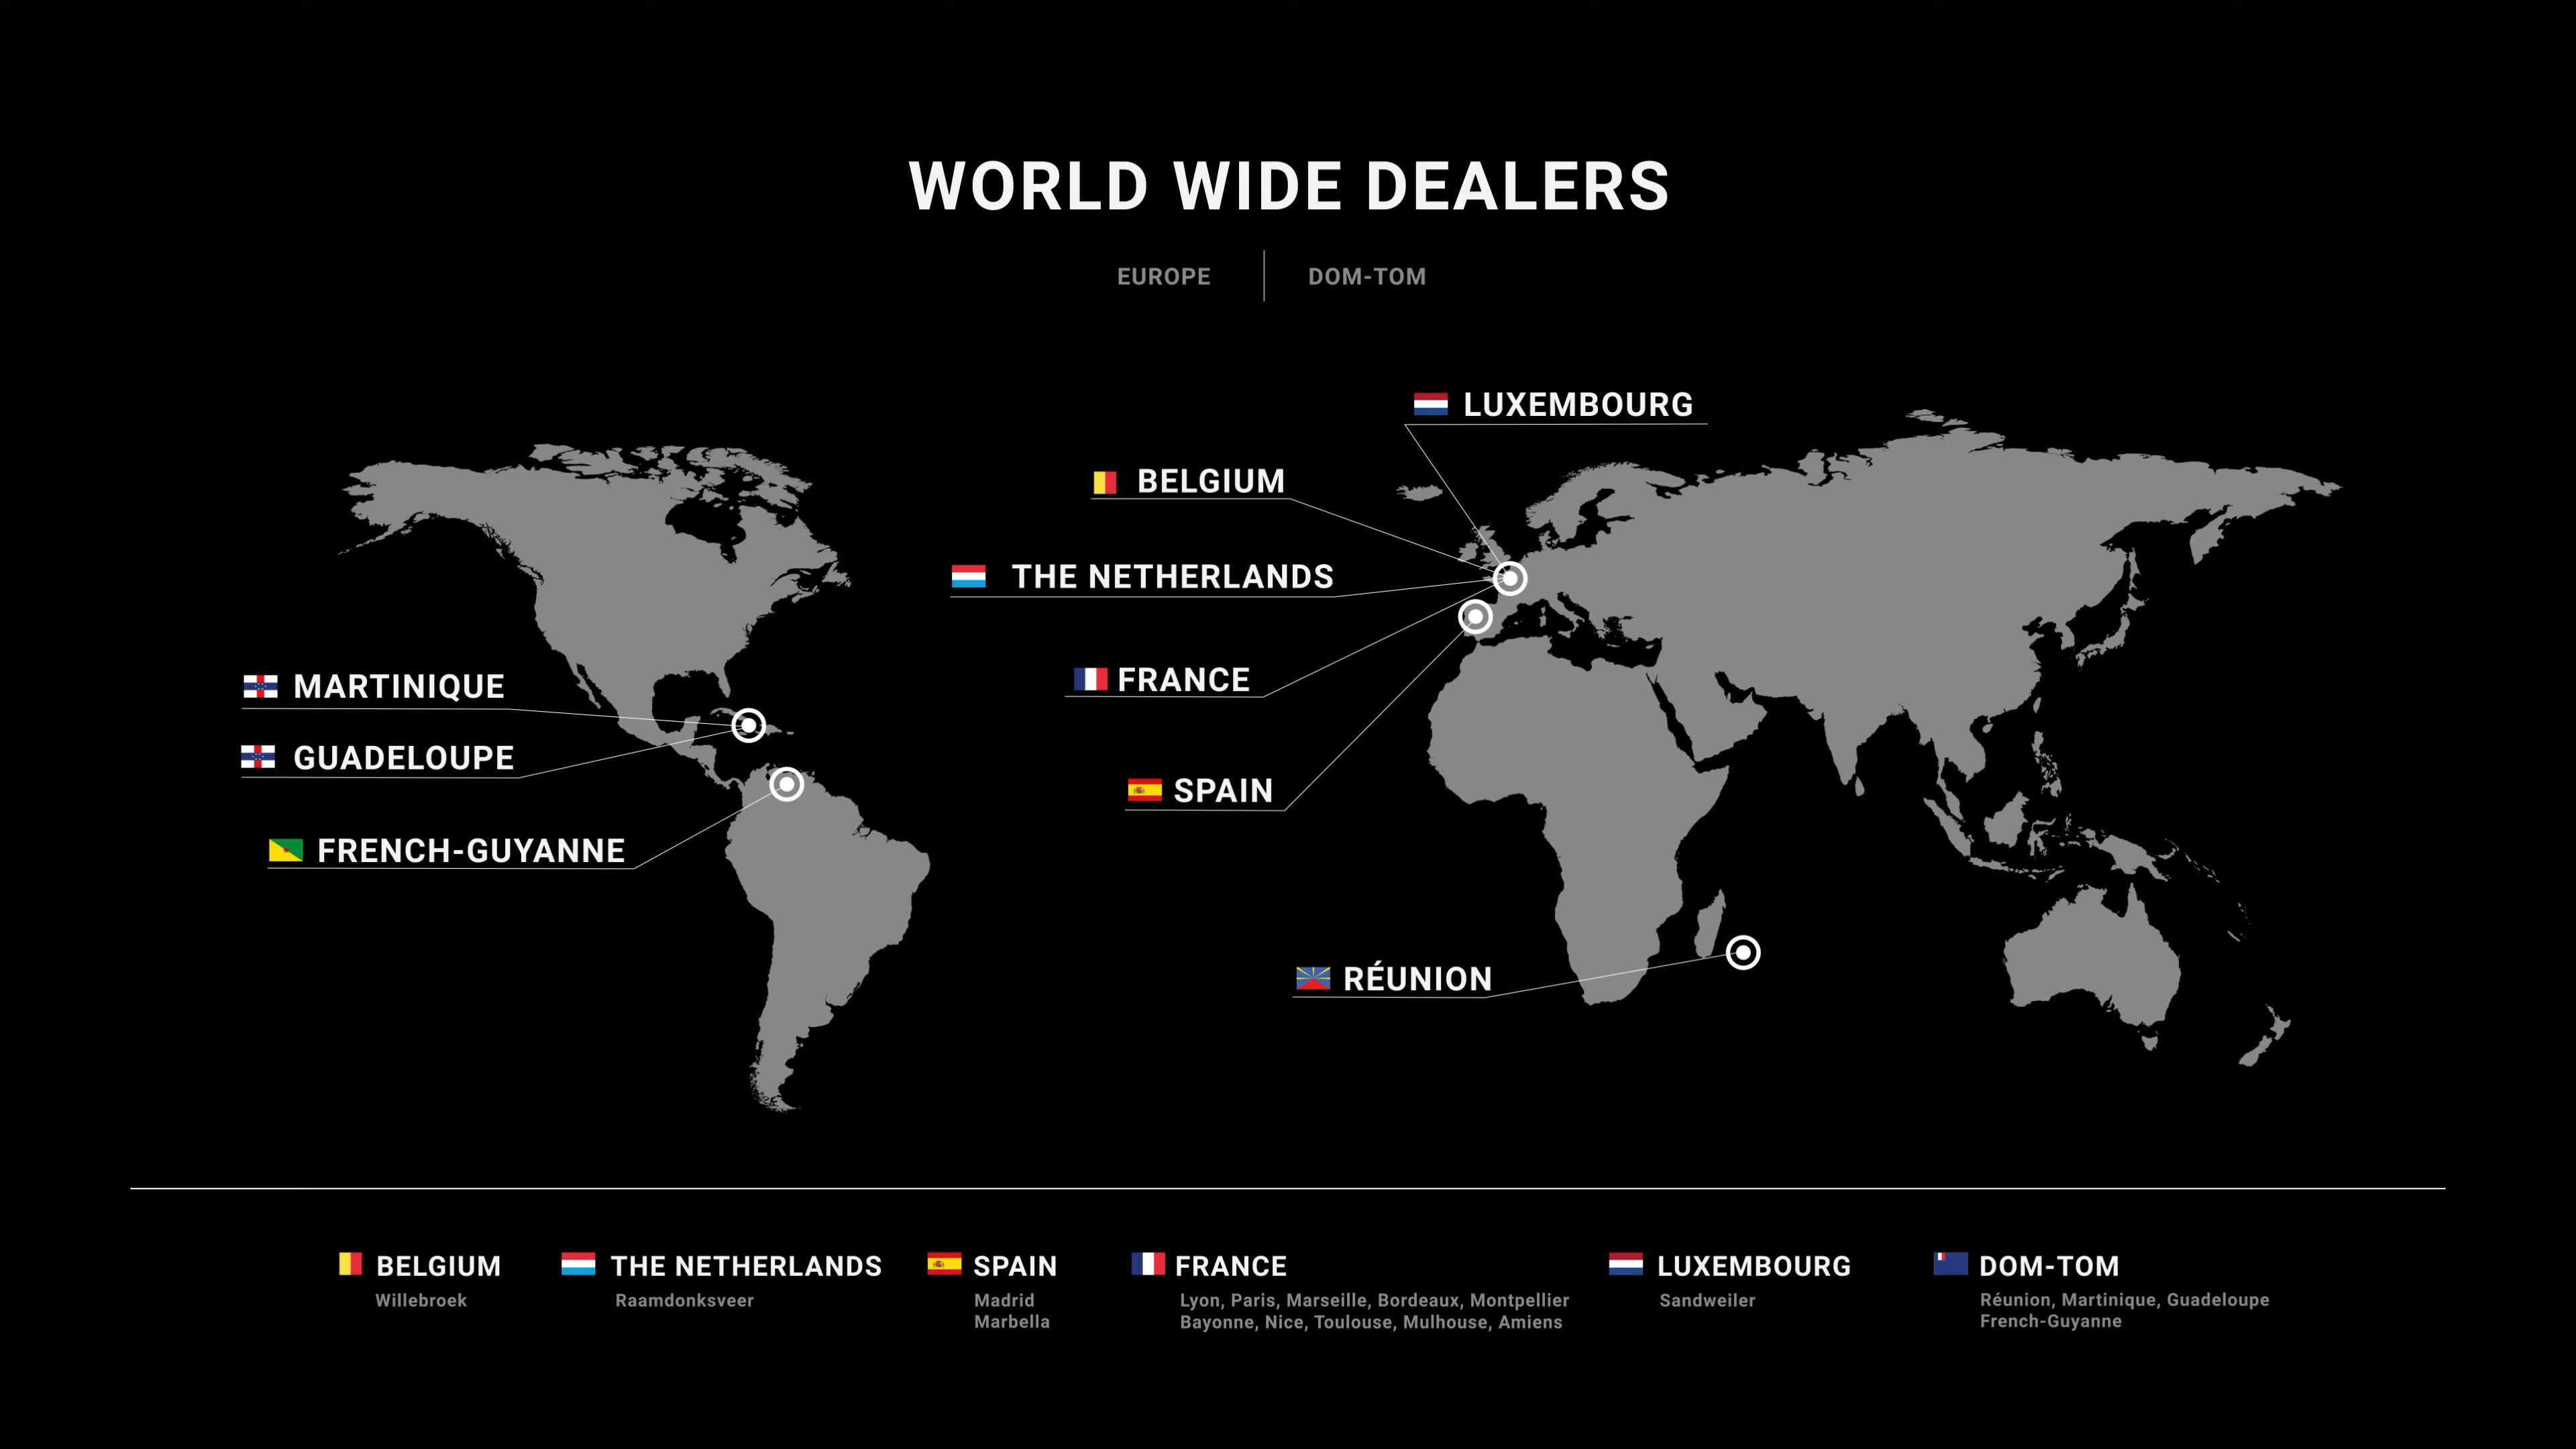 WORLD WIDE DEALERS
EUROPE
DOM-TOM
LUXEMBOURG
BELGIUM
THE NETHERLANDS
FRANCE
SPAIN
MARTINIQUE
GUADELOUPE
FRENCH-GUYANNE
RÉUNION
BELGIUM
Willebroek
THE NETHERLANDS
Raamdonksveer
SPAIN
Madrid
Marbella
FRANCE
Lyon, Paris, Marseille, Bordeaux, Montpellier
Bayonne, Nice, Toulouse, Mulhouse, Amiens
LUXEMBOURG
Sandweiler
DOM-TOM
Réunion, Martinique, Guadeloupe
French-Guyanne